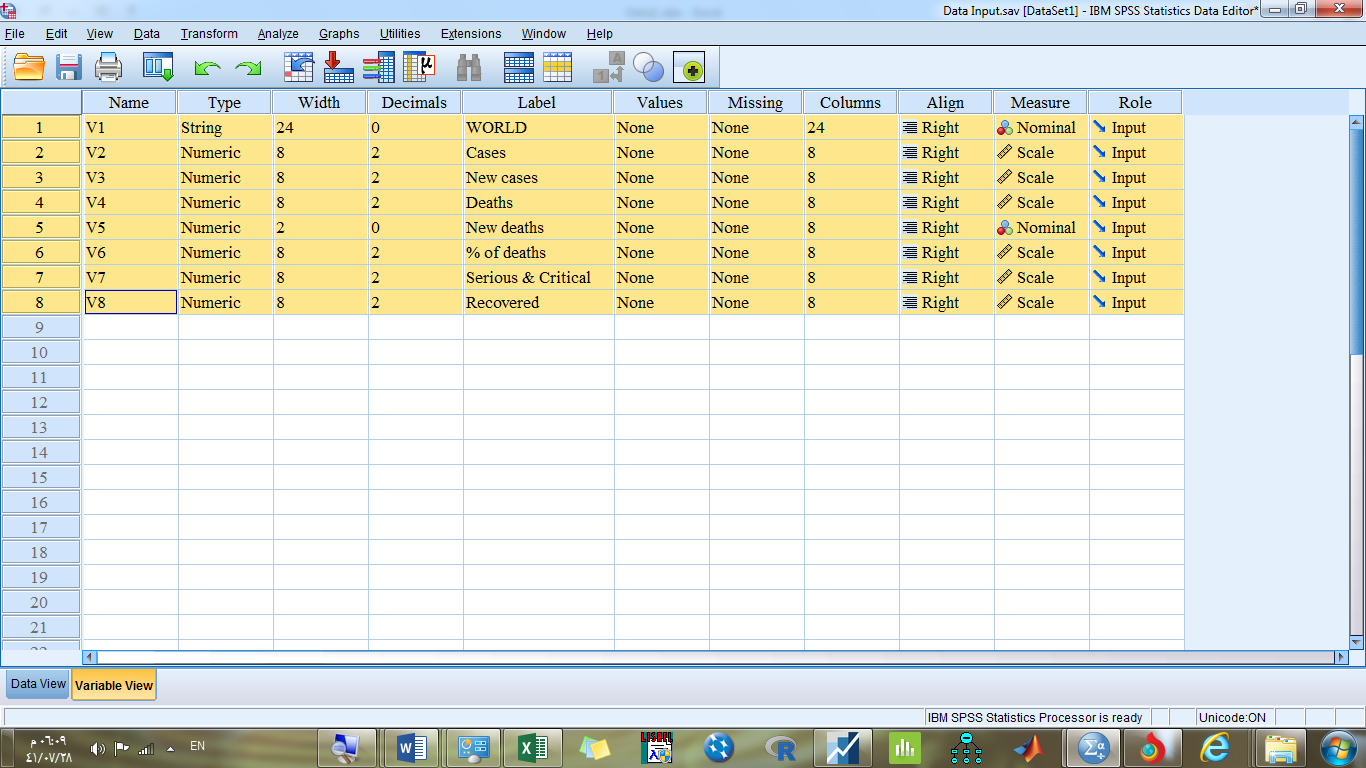 Data Input.sav [DataSet1] - IBM SPSS Statistics Data Editor*
File Edit View Data Transform Analyze Graphs Utilities Extensions Window Help
Name Type Width Decimals Label Values Missing Columns Align Measure Role
1 V1 String 24 0 WORLD None None 24 Right Nominal Input
2 V2 Numeric 8 2 Cases None None 8 Right Scale Input
3 V3 Numeric 8 2 New cases None None 8 Right Scale Input
4 V4 Numeric 8 2 Deaths None None 8 Right Scale Input
5 V5 Numeric 2 0 New deaths None None 8 Right Nominal Input
6 V6 Numeric 8 2 % of deaths None None 8 Right Scale Input
7 V7 Numeric 8 2 Serious & Critical None None 8 Right Scale Input
8 V8 Numeric 8 2 Recovered None None 8 Right Scale Input
9
10
11
12
13
14
15
16
17
18
19
20
21
Data View Variable View
IBM SPSS Statistics Processor is ready Unicode:ON
٠٦:٠٩ م
٤١/٠٧/٢٨
EN
LISREL